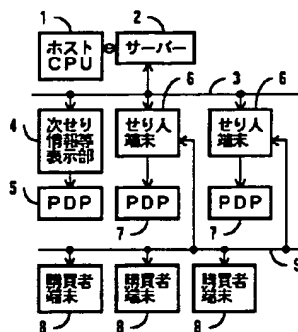 1
2
ホスト
CPU
サーバー
6
3
6
4
次せり
情報等
表示部
せり人
端末
せり人
端末
5
PDP
PDP
PDP
7
7
9
購買者
端末
購買者
端末
購買者
端末
8
8
8